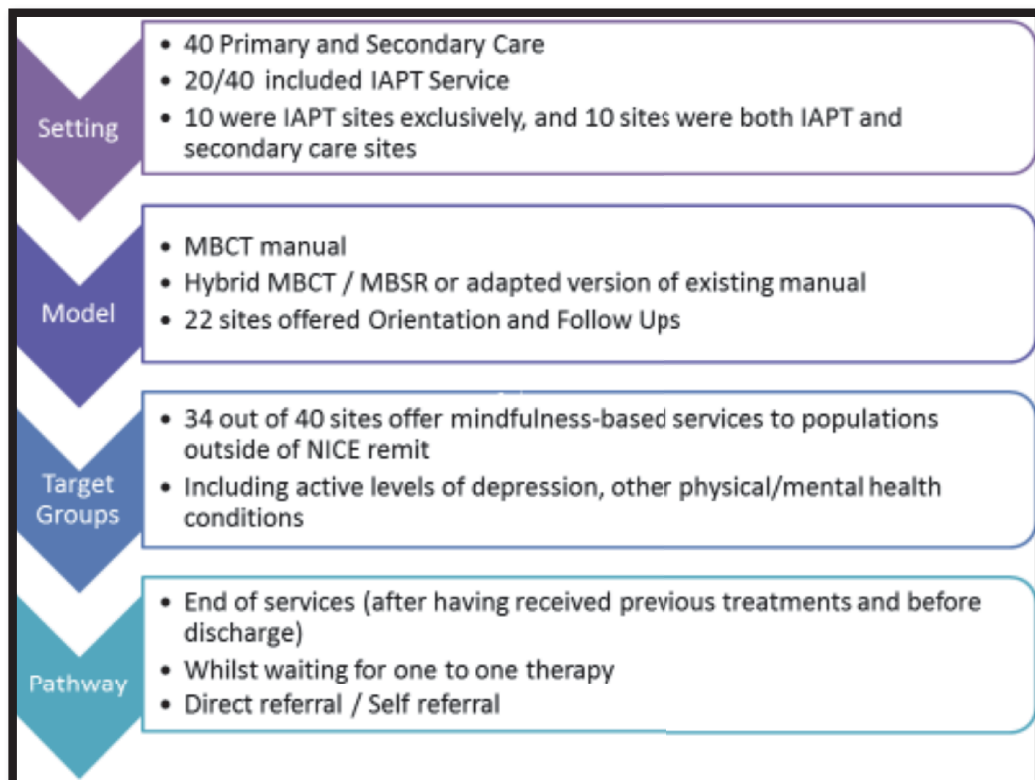 Setting
• 40 Primary and Secondary Care
• 20/40 included IAPT Service
• 10 were IAPT sites exclusively, and 10 sites were both IAPT and
secondary care sites
Model
• MBCT manual
• Hybrid MBCT / MBSR or adapted version of existing manual
• 22 sites offered Orientation and Follow Ups
Target
Groups
• 34 out of 40 sites offer mindfulness-based services to populations
outside of NICE remit
• Including active levels of depression, other physical/mental health
conditions
Pathway
• End of services (after having received previous treatments and before
discharge)
• Whilst waiting for one to one therapy
• Direct referral / Self referral